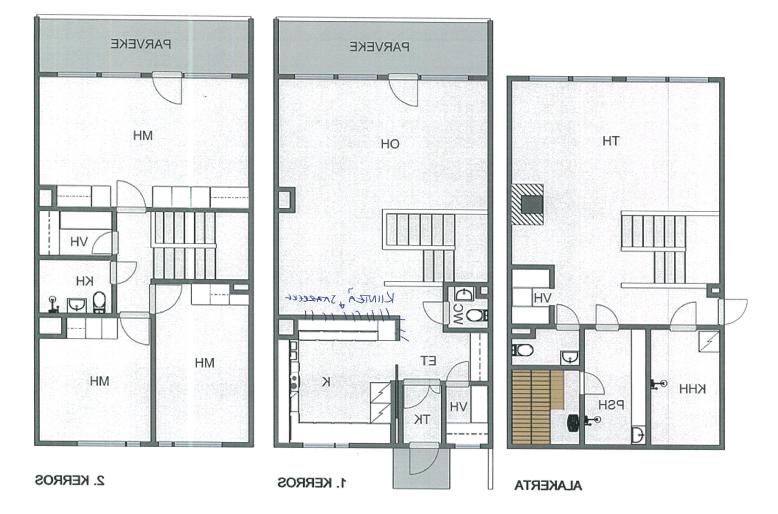 PARVEKE
MH
VH
KH
MH
MH
2. KERROS
PARVEKE
OH
KIINTEÄ
WC
ET
K
VH
TK
1. KERROS
TH
VH
PSH
KHH
ALAKERTA